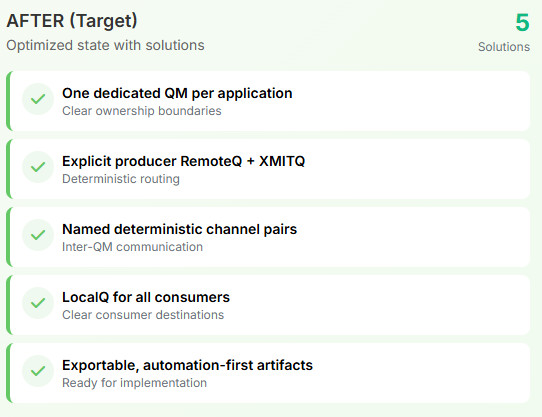 AFTER (Target)
5
Optimized state with solutions
Solutions
One dedicated QM per application
Clear ownership boundaries
Explicit producer RemoteQ + XMITQ
Deterministic routing
Named deterministic channel pairs
Inter-QM communication
LocalQ for all consumers
Clear consumer destinations
Exportable, automation-first artifacts
Ready for implementation